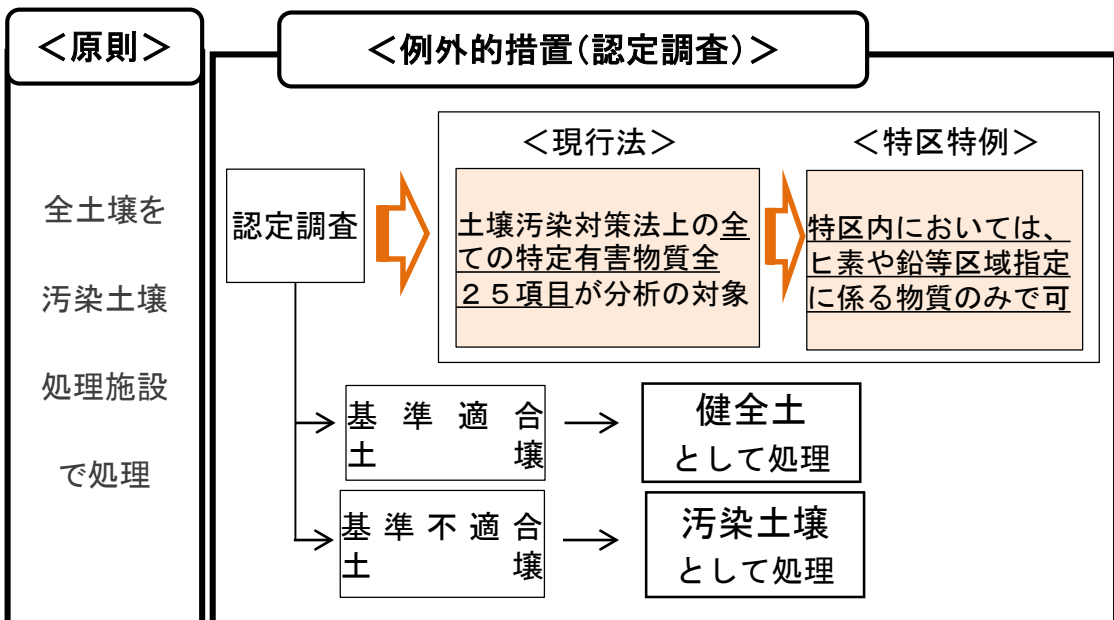 ＜原則＞
全土壌を
汚染土壌
処理施設
で処理
＜例外的措置（認定調査）＞
認定調査
＜現行法＞
土壌汚染対策法上の全
ての特定有害物質全
２５項目が分析の対象
＜特区特例＞
特区内においては、
ヒ素や鉛等区域指定
に係る物質のみで可
基準適合
土壌
健全土
として処理
基準不適合
土壌
汚染土壌
として処理